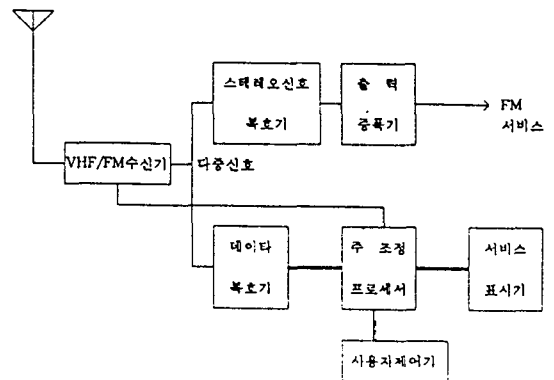 스테레오신호
복호기
출 력
증폭기
FM
서비스
VHF/FM수신기
다중신호
데이타
복호기
주 조정
프로세서
서비스
표시기
사용자제어기